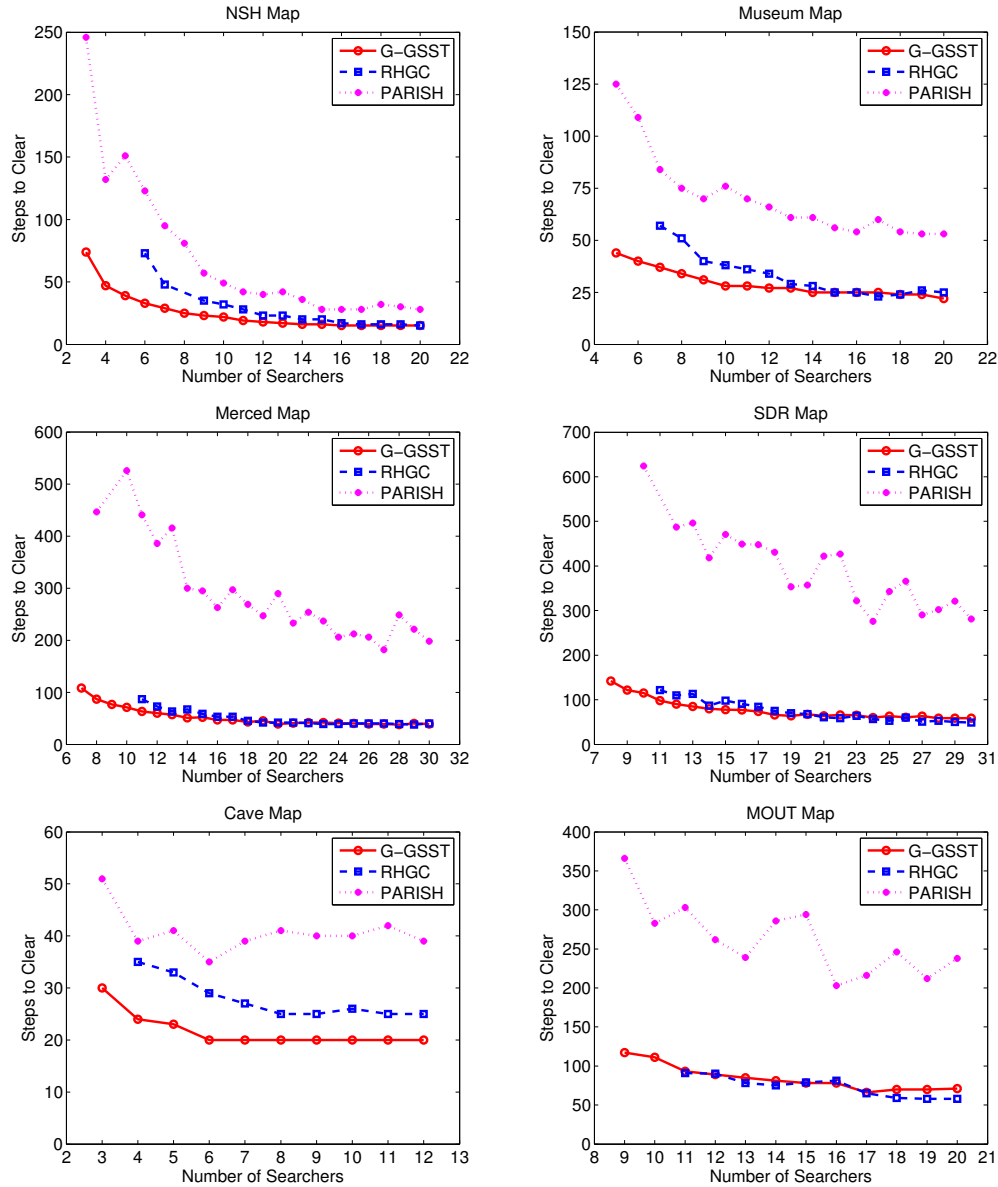 NSH Map
250
200
150
100
50
0
Steps to Clear
G-GSST
RHGC
PARISH
2 4 6 8 10 12 14 16 18 20 22
Number of Searchers
Museum Map
150
125
100
75
50
25
0
Steps to Clear
G-GSST
RHGC
PARISH
4 6 8 10 12 14 16 18 20 22
Number of Searchers
Merced Map
600
500
400
300
200
100
0
Steps to Clear
G-GSST
RHGC
PARISH
6 8 10 12 14 16 18 20 22 24 26 28 30 32
Number of Searchers
SDR Map
700
600
500
400
300
200
100
0
Steps to Clear
G-GSST
RHGC
PARISH
7 9 11 13 15 17 19 21 23 25 27 29 31
Number of Searchers
Cave Map
60
50
40
30
20
10
0
Steps to Clear
G-GSST
RHGC
PARISH
2 3 4 5 6 7 8 9 10 11 12 13
Number of Searchers
MOUT Map
400
350
300
250
200
150
100
50
0
Steps to Clear
G-GSST
RHGC
PARISH
8 9 10 11 12 13 14 15 16 17 18 19 20 21
Number of Searchers